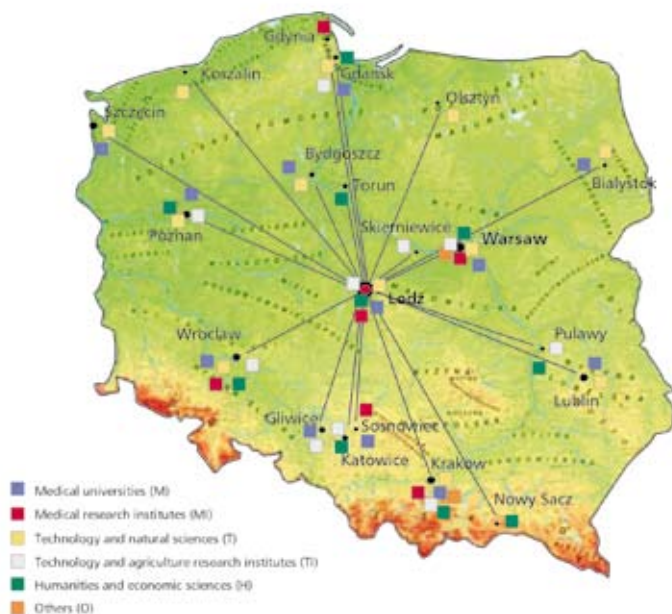 Gdynia
Gdansk
Koszalin
Olsztyn
Szczecin
Bydgoszcz
Torun
Bialystok
Skierniewice
Warsaw
Poznan
Lodz
Wroclaw
Pulawy
Lublin
Gliwice
Sosnowiec
Katowice
Krakow
Nowy Sacz
Medical universities (M)
Medical research institutes (MI)
Technology and natural sciences (T)
Technology and agriculture research institutes (TI)
Humanities and economic sciences (H)
Others (O)